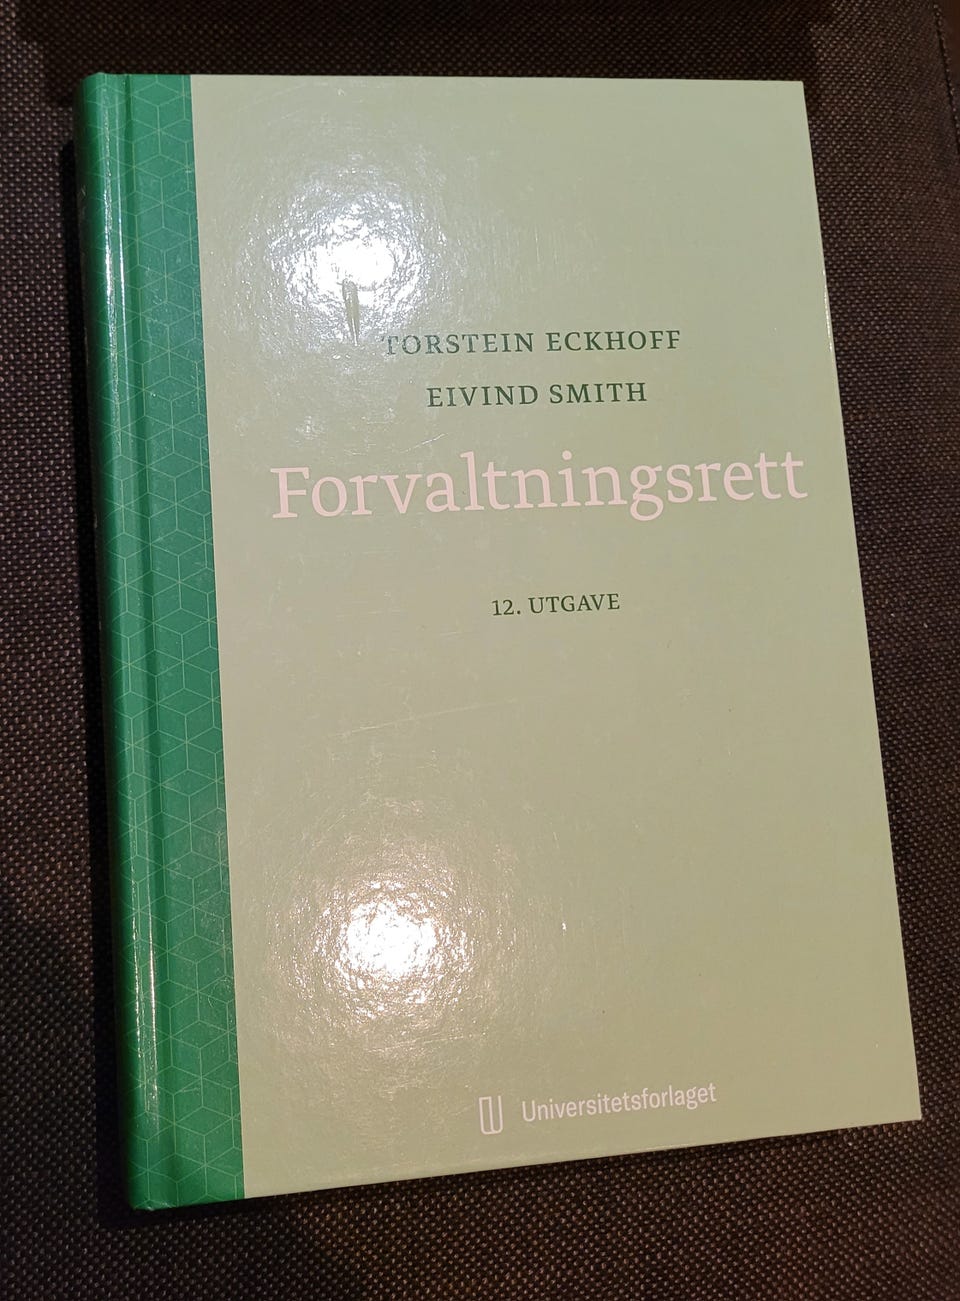 TORSTEIN ECKHOFF
EIVIND SMITH
Forvaltningsrett
12. UTGAVE
Universitetsforlaget